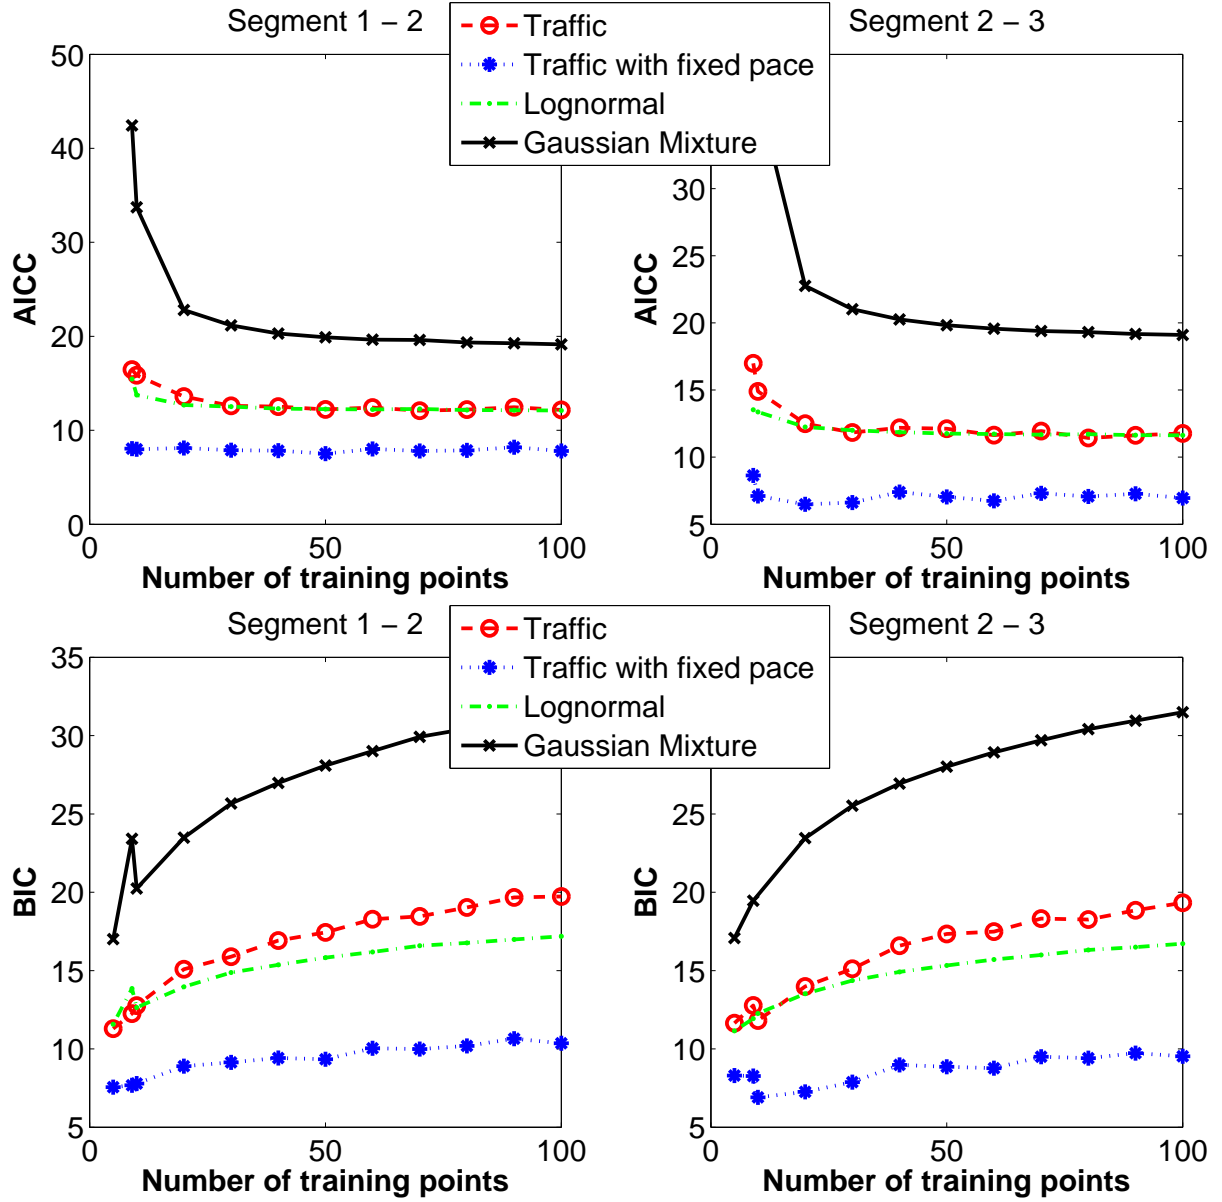 Segment 1 – 2
Segment 2 – 3
Traffic
Traffic with fixed pace
Lognormal
Gaussian Mixture
50
40
30
20
10
0
AICC
0
50
100
Number of training points
30
25
20
15
10
5
AICC
0
50
100
Number of training points
Segment 1 – 2
Segment 2 – 3
Traffic
Traffic with fixed pace
Lognormal
Gaussian Mixture
35
30
25
20
15
10
5
BIC
0
50
100
Number of training points
35
30
25
20
15
10
5
BIC
0
50
100
Number of training points